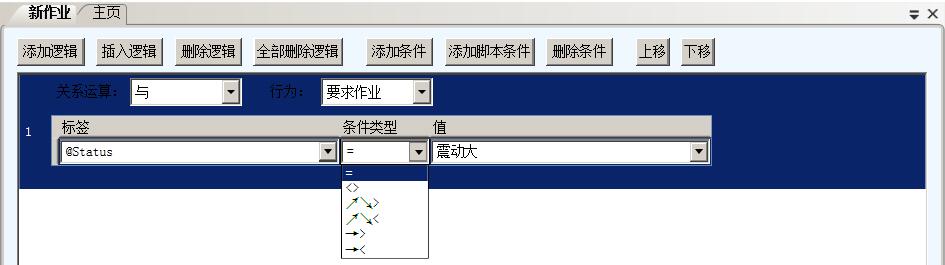 新作业 主页
添加逻辑 插入逻辑 删除逻辑 全部删除逻辑 添加条件 添加脚本条件 删除条件 上移 下移
关系运算: 与 行为: 要求作业
标签 条件类型 值
1
@Status = 震动大
=
<>
↗↘>
↗↘<
→>
→<